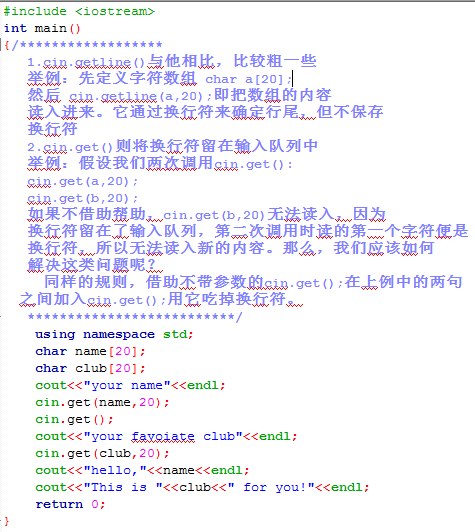 #include <iostream>
int main()
{/******************
1.cin.getline()与他相比，比较粗一些
举例：先定义字符数组 char a[20];
然后 cin.getline(a,20);即把数组的内容
读入进来。它通过换行符来确定行尾，但不保存
换行符
2.cin.get()则将换行符留在输入队列中
举例：假设我们两次调用cin.get():
cin.get(a,20);
cin.get(b,20);
如果不借助帮助，cin.get(b,20)无法读入，因为
换行符留在了输入队列，第二次调用时读的第一个字符便是
换行符，所以无法读入新的内容。那么，我们应该如何
解决这类问题呢？
同样的规则，借助不带参数的cin.get();在上例中的两句
之间加入cin.get();用它吃掉换行符。
**************************/
using namespace std;
char name[20];
char club[20];
cout<<"your name"<<endl;
cin.get(name,20);
cin.get();
cout<<"your favoiate club"<<endl;
cin.get(club,20);
cout<<"hello,"<<name<<endl;
cout<<"This is "<<club<<" for you!"<<endl;
return 0;
}